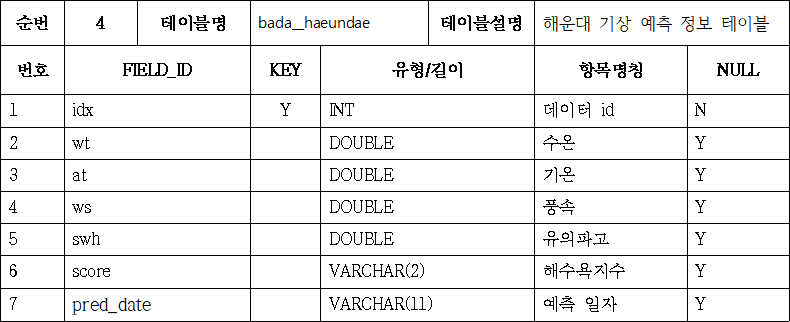 순번 4 테이블명 bada_haeundae 테이블설명 해운대 기상 예측 정보 테이블
번호 FIELD_ID KEY 유형/길이 항목명칭 NULL
1 idx Y INT 데이터 id N
2 wt DOUBLE 수온 Y
3 at DOUBLE 기온 Y
4 ws DOUBLE 풍속 Y
5 swh DOUBLE 유의파고 Y
6 score VARCHAR(2) 해수욕지수 Y
7 pred_date VARCHAR(11) 예측 일자 Y